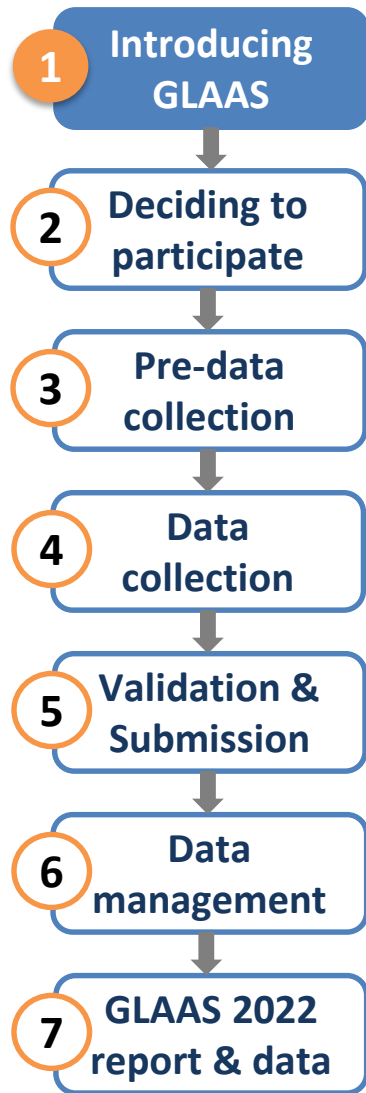 1
Introducing
GLAAS
2
Deciding to
participate
3
Pre-data
collection
4
Data
collection
5
Validation &
Submission
6
Data
management
7
GLAAS 2022
report & data